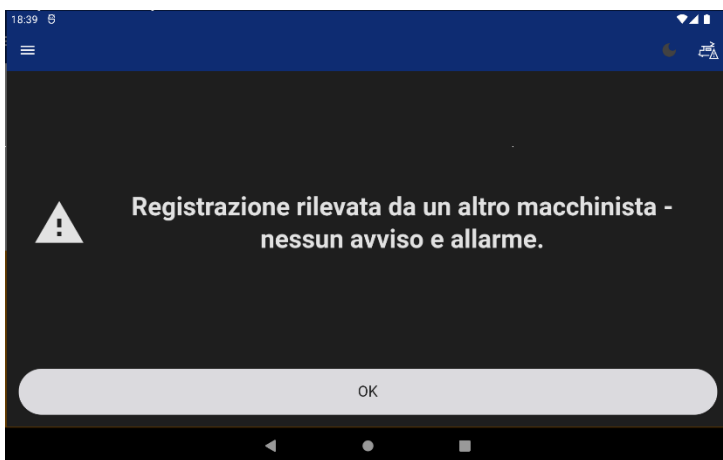 18:39
Registrazione rilevata da un altro macchinista -
nessun avviso e allarme.
OK